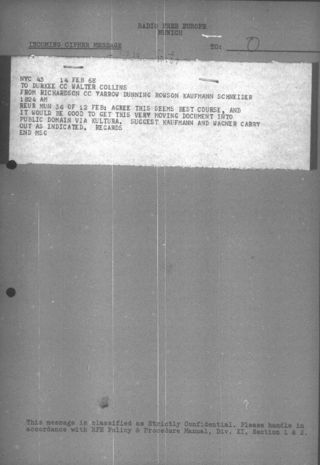 RADIO FREE EUROPE
MUNICH
INCOMING CIPHER MESSAGE TO:
NYC 43 14 FEB 68
TO DURKEE CC WALTER COLLINS
FROM RICHARDSON CC YARROW DUNNING ROWSON KAUFMANN SCHNEIDER
1824 AM
REUR MUN 36 OF 12 FEB: AGREE THIS SEEMS BEST COURSE, AND
IT WOULD BE GOOD TO GET THIS VERY MOVING DOCUMENT INTO
PUBLIC DOMAIN VIA KULTURA. SUGGEST KAUFMANN AND WAGNER CARRY
OUT AS INDICATED. REGARDS
END MSG
This message is classified as Strictly Confidential. Please handle in
accordance with RFE Policy & Procedure Manual, Div. XI, Section 1 & 2.